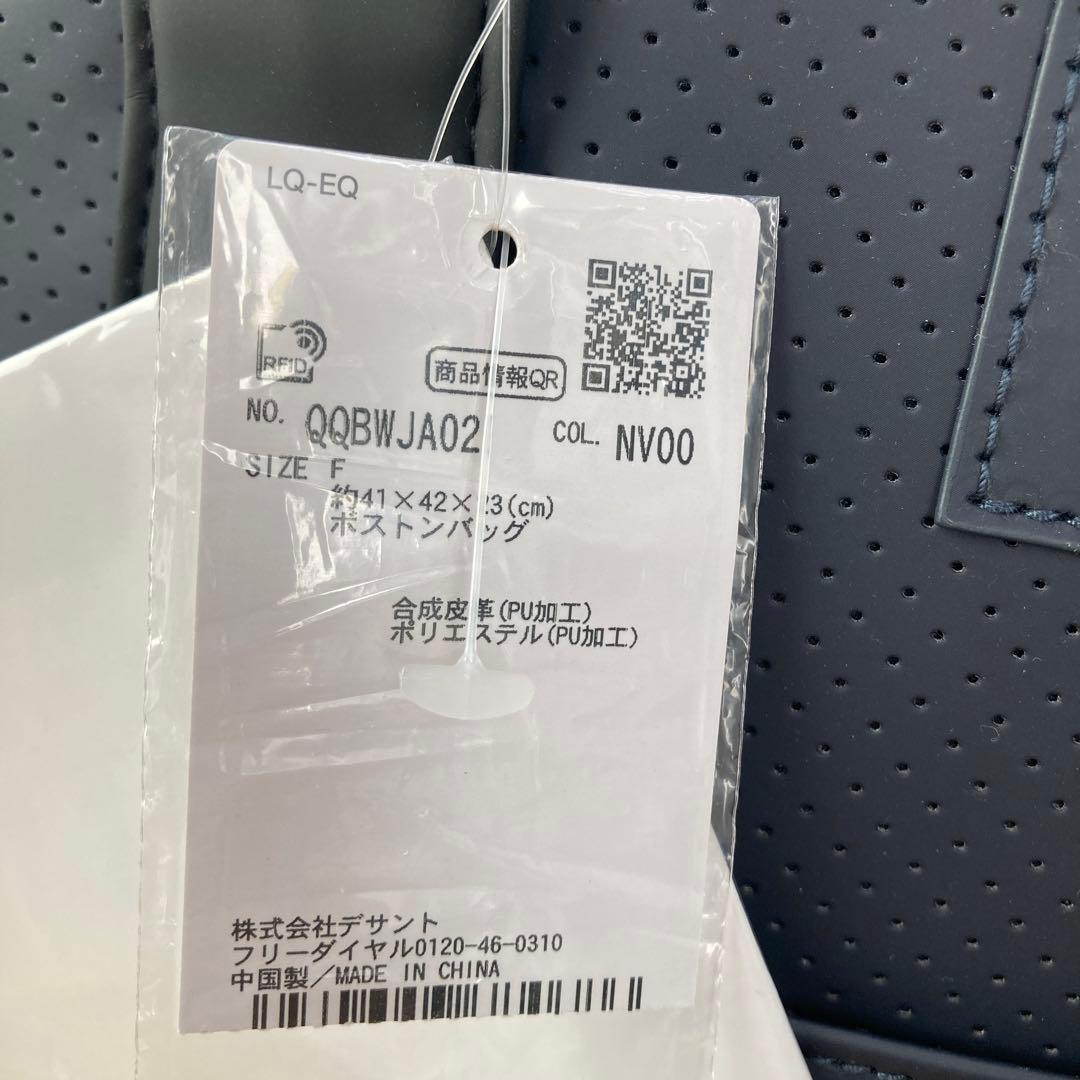 LQ-EQ
RFID
商品情報QR
NO. QQBWJA02 COL. NV00
SIZE F
約41×42×23(cm)
ボストンバッグ
合成皮革(PU加工)
ポリエステル(PU加工)
株式会社デサント
フリーダイヤル0120-46-0310
中国製/MADE IN CHINA